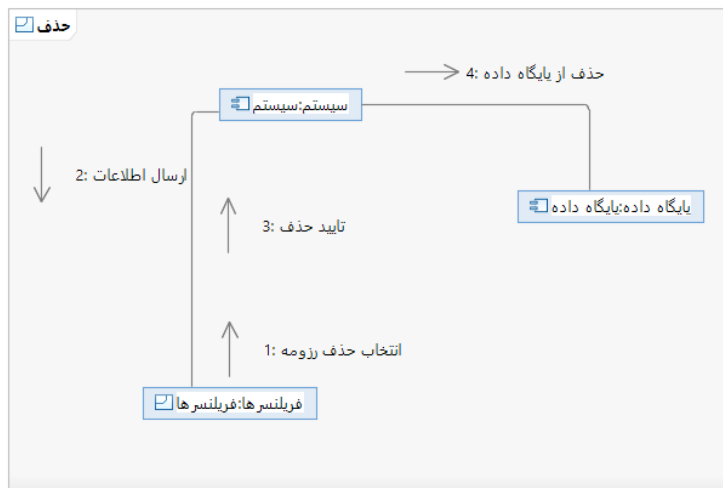 حذف
4: حذف از پایگاه داده
سیستم:سیستم
2: ارسال اطلاعات
پایگاه داده:پایگاه داده
3: تایید حذف
1: انتخاب حذف رزومه
فریلنسرها:فریلنسرها